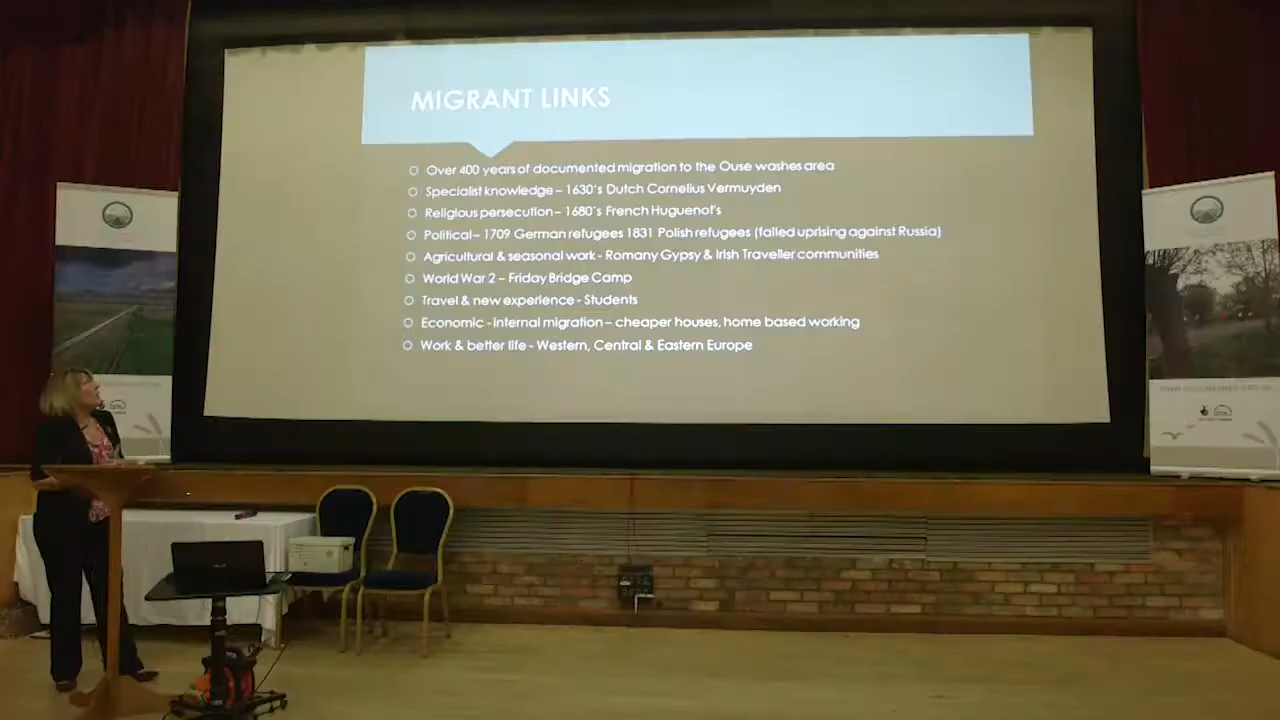 MIGRANT LINKS
Over 400 years of documented migration to the Ouse washes area
Specialist knowledge – 1630's Dutch Cornelius Vermuyden
Religious persecution – 1680's French Huguenot's
Political – 1709 German refugees 1831 Polish refugees (failed uprising against Russia)
Agricultural & seasonal work - Romany Gypsy & Irish Traveller communities
World War 2 – Friday Bridge Camp
Travel & new experience - Students
Economic - Internal migration – cheaper houses, home based working
Work & better life - Western, Central & Eastern Europe